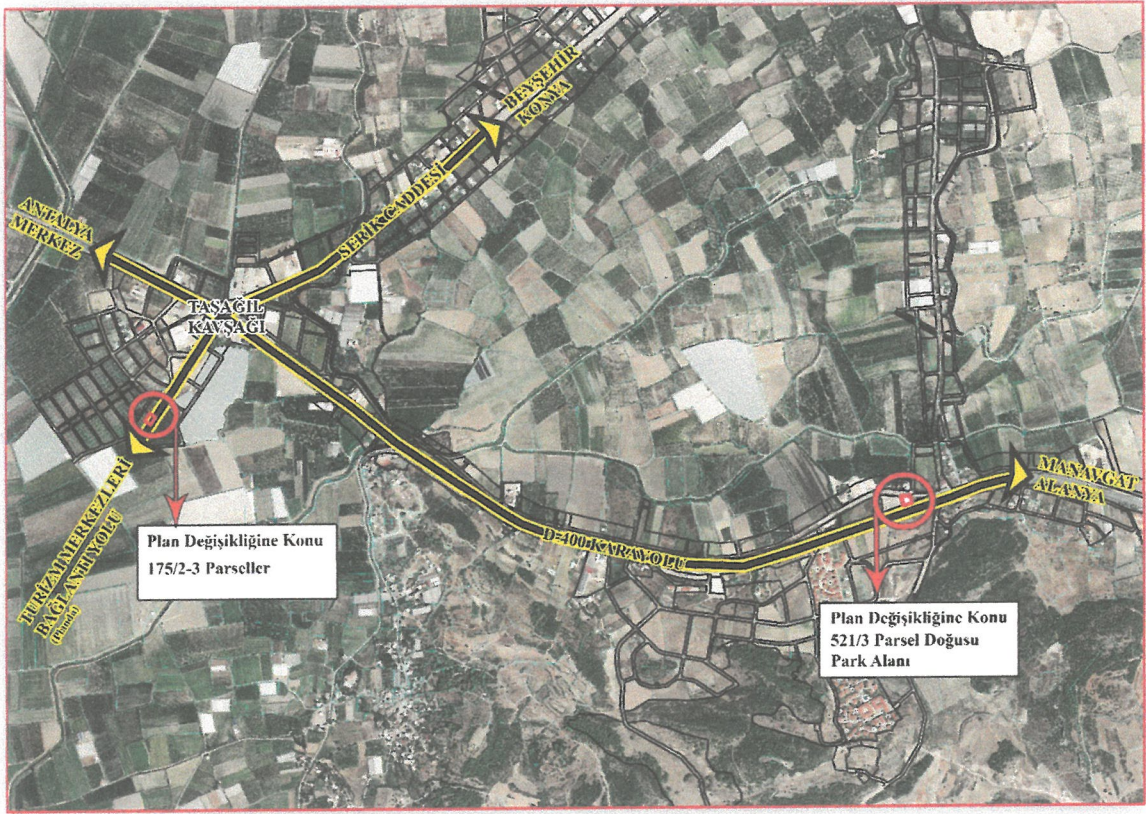 BEYŞEHİR
KONYA
SERİK CADDESİ
ANTALYA
MERKEZ
TAŞAĞIL
KAVŞAĞI
TURİZM MERKEZLERİ
BAĞLANTI YOLU
(Planda)
Plan Değişikliğine Konu
175/2-3 Parseller
D-400 KARAYOLU
MANAVGAT
ALANYA
Plan Değişikliğine Konu
521/3 Parsel Doğusu
Park Alanı